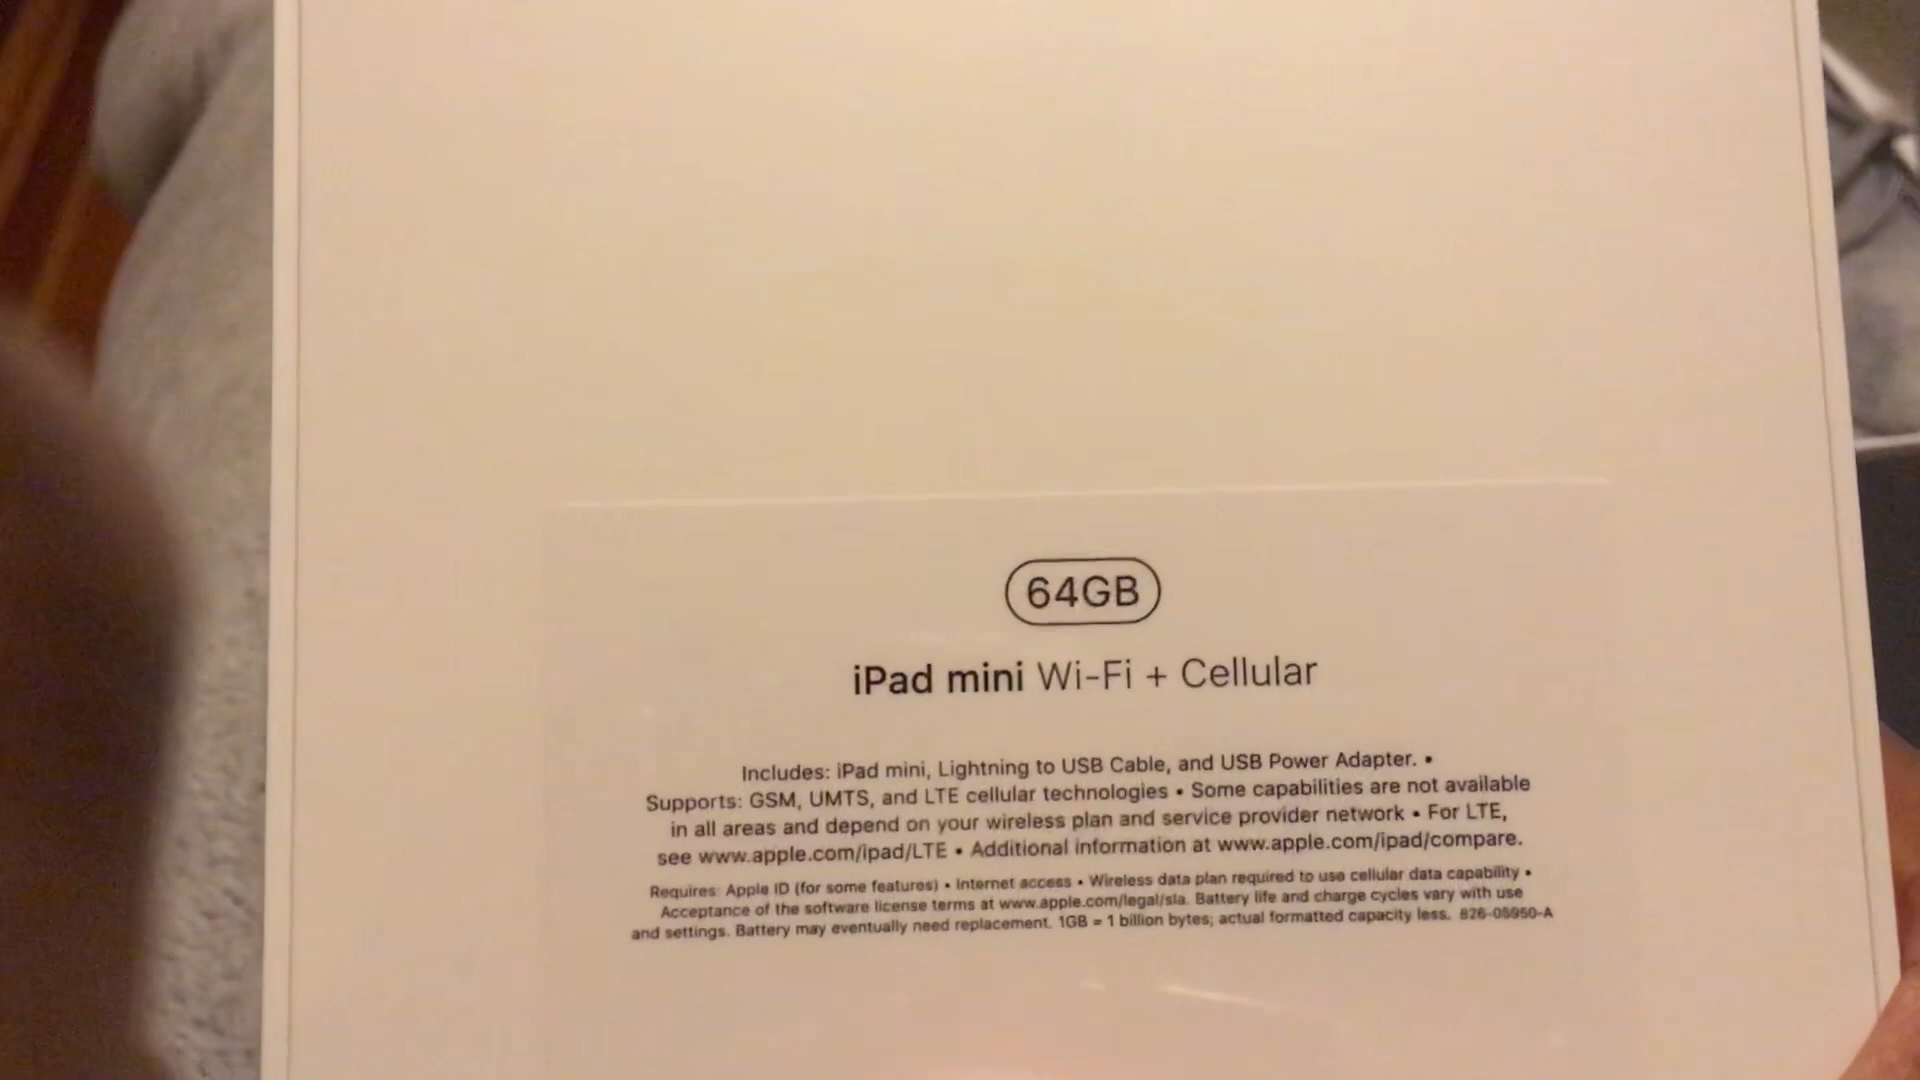 64GB
iPad mini Wi-Fi + Cellular
Includes: iPad mini, Lightning to USB Cable, and USB Power Adapter. •
Supports: GSM, UMTS, and LTE cellular technologies • Some capabilities are not available
in all areas and depend on your wireless plan and service provider network • For LTE,
see www.apple.com/ipad/LTE • Additional information at www.apple.com/ipad/compare.
Requires: Apple ID (for some features) • Internet access • Wireless data plan required to use cellular data capability •
Acceptance of the software license terms at www.apple.com/legal/sla. Battery life and charge cycles vary with use
and settings. Battery may eventually need replacement. 1GB = 1 billion bytes; actual formatted capacity less. 826-05950-A